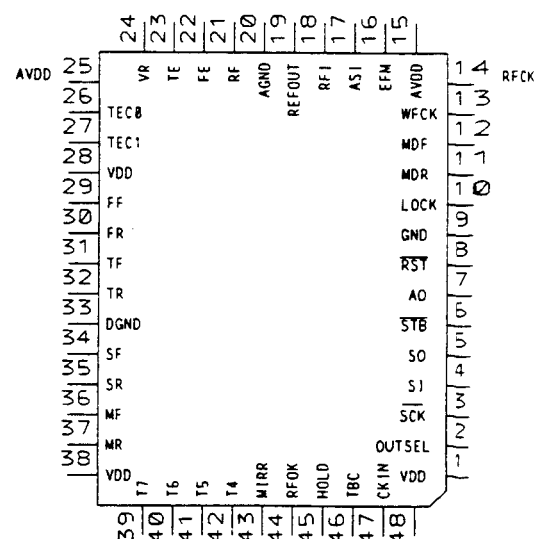 24 23 22 21 20 19 18 17 16 15
VR TE FE RF AGND REFOUT RFI ASI EFM AVDD
AVDD 25 14 RFCK
26 13
TEC0 WFCK
27 12
TEC1 MDF
28 11
VDD MDR
29 10
FF LOCK
30 9
FR GND
31 8
TF RST
32 7
TR A0
33 6
DGND STB
34 5
SF SO
35 4
SR SI
36 3
MF SCK
37 2
MR OUTSEL
38 1
VDD VDD
T7 T6 T5 T4 MIRR RFOK HOLD TBC CKIN
39 40 41 42 43 44 45 46 47 48